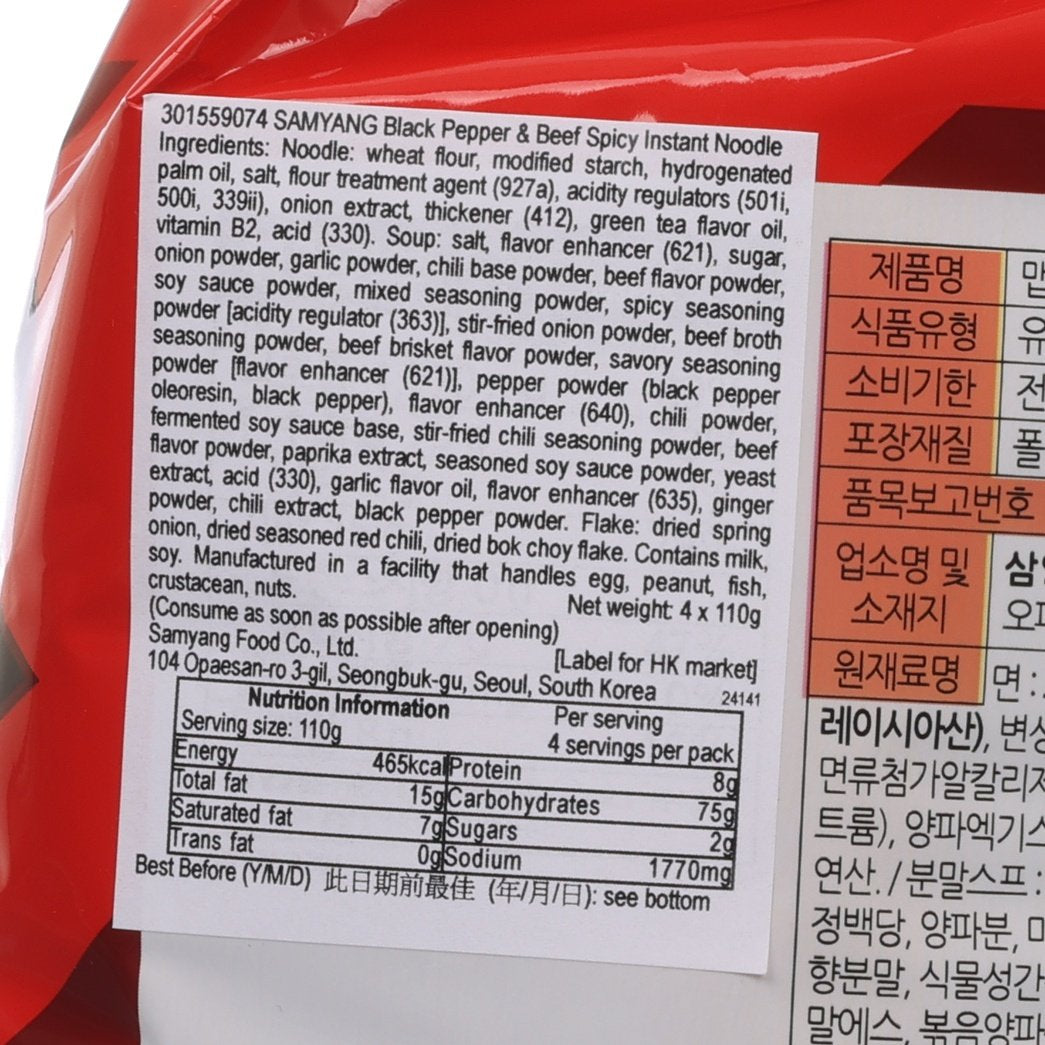 301559074 SAMYANG Black Pepper & Beef Spicy Instant Noodle
Ingredients: Noodle: wheat flour, modified starch, hydrogenated
palm oil, salt, flour treatment agent (927a), acidity regulators (501i,
500i, 339ii), onion extract, thickener (412), green tea flavor oil,
vitamin B2, acid (330). Soup: salt, flavor enhancer (621), sugar,
onion powder, garlic powder, chili base powder, beef flavor powder,
soy sauce powder, mixed seasoning powder, spicy seasoning
powder [acidity regulator (363)], stir-fried onion powder, beef broth
seasoning powder, beef brisket flavor powder, savory seasoning
powder [flavor enhancer (621)], pepper powder (black pepper
oleoresin, black pepper), flavor enhancer (640), chili powder,
fermented soy sauce base, stir-fried chili seasoning powder, beef
flavor powder, paprika extract, seasoned soy sauce powder, yeast
extract, acid (330), garlic flavor oil, flavor enhancer (635), ginger
powder, chili extract, black pepper powder. Flake: dried spring
onion, dried seasoned red chili, dried bok choy flake. Contains milk,
soy. Manufactured in a facility that handles egg, peanut, fish,
crustacean, nuts. Net weight: 4 x 110g
(Consume as soon as possible after opening)
Samyang Food Co., Ltd. [Label for HK market]
104 Opaesan-ro 3-gil, Seongbuk-gu, Seoul, South Korea 24141
Nutrition Information Per serving
Serving size: 110g 4 servings per pack
Energy 465kcal Protein 8g
Total fat 15g Carbohydrates 75g
Saturated fat 7g Sugars 2g
Trans fat 0g Sodium 1770mg
Best Before (Y/M/D) 此日期前最佳 (年/月/日): see bottom
제품명 맵
식품유형 유
소비기한 전
포장재질 폴
품목보고번호
업소명 및 삼
소재지 오
원재료명 면 :
레이시아산), 변성
면류첨가알칼리제
트륨), 양파엑기스
연산. / 분말스프 :
정백당, 양파분,
향분말, 식물성
말에스, 볶음양파